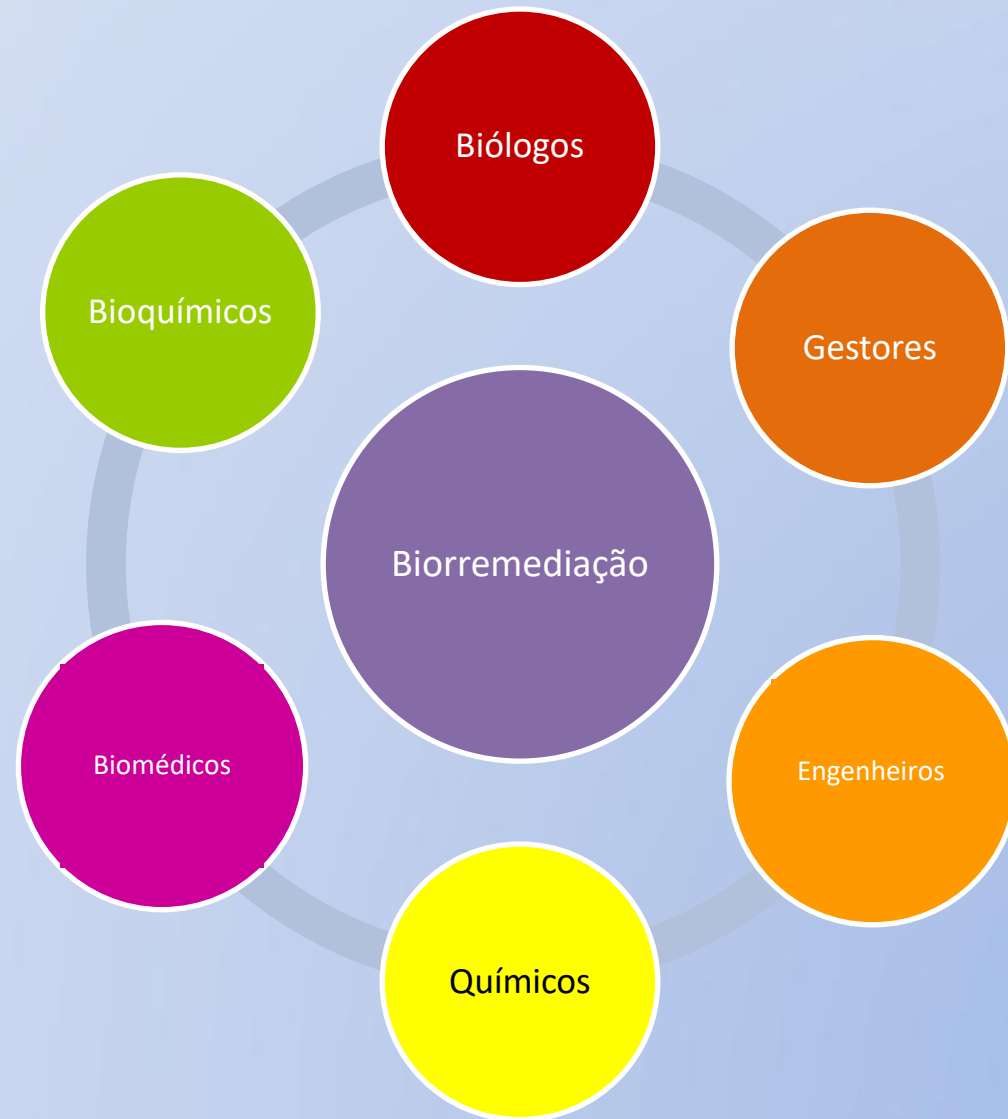 Biólogos
Bioquímicos
Gestores
Biorremediação
Biomédicos
Engenheiros
Químicos